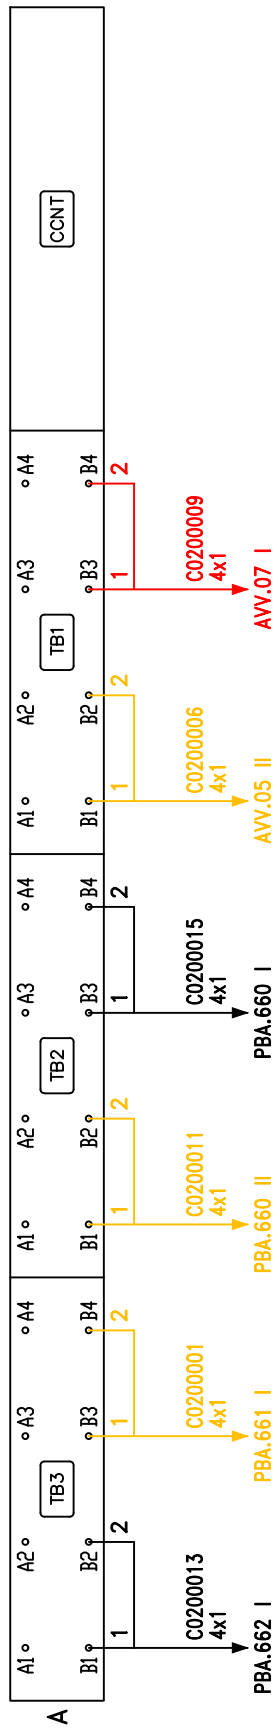 A
A1 A2 A3 A4 A1 A2 A3 A4 A1 A2 A3 A4
TB3 TB2 TB1 CCNT
B1 B2 B3 B4 B1 B2 B3 B4 B1 B2 B3 B4
1 2 1 2 1 2 1 2 1 2 1 2
C0200013 C0200001 C0200011 C0200015 C0200006 C0200009
4x1 4x1 4x1 4x1 4x1 4x1
PBA.662 I PBA.661 I PBA.660 II PBA.660 I AVV.05 II AVV.07 I